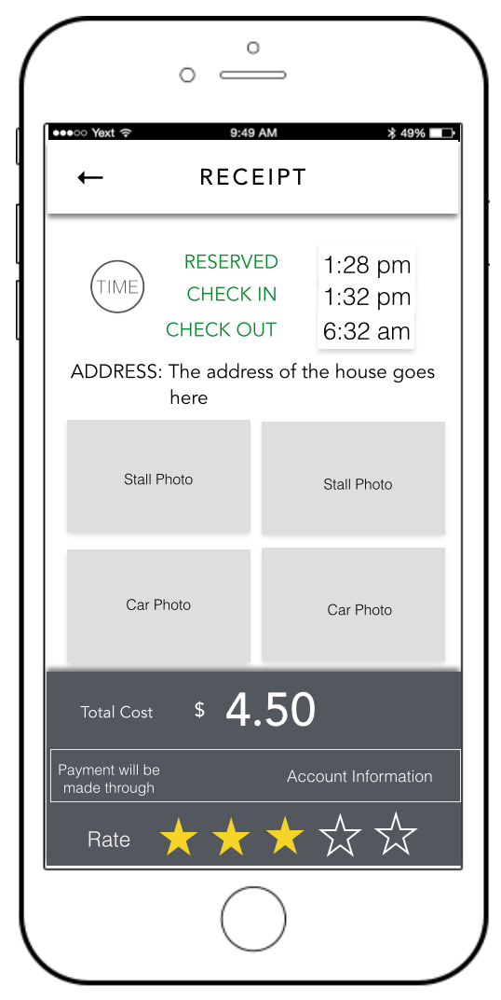 Yext 9:49 AM 49%
RECEIPT
TIME
RESERVED 1:28 pm
CHECK IN 1:32 pm
CHECK OUT 6:32 am
ADDRESS: The address of the house goes
here
Stall Photo Stall Photo
Car Photo Car Photo
Total Cost $ 4.50
Payment will be
made through
Account Information
Rate